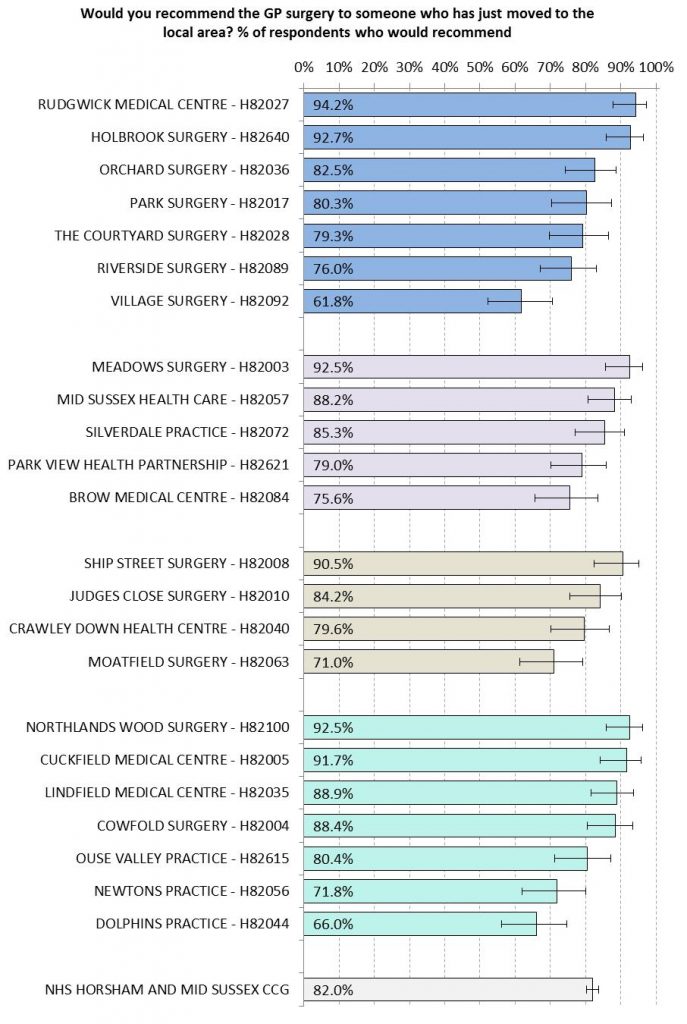 Would you recommend the GP surgery to someone who has just moved to the
local area? % of respondents who would recommend
0% 10% 20% 30% 40% 50% 60% 70% 80% 90% 100%
RUDGWICK MEDICAL CENTRE - H82027 94.2%
HOLBROOK SURGERY - H82640 92.7%
ORCHARD SURGERY - H82036 82.5%
PARK SURGERY - H82017 80.3%
THE COURTYARD SURGERY - H82028 79.3%
RIVERSIDE SURGERY - H82089 76.0%
VILLAGE SURGERY - H82092 61.8%
MEADOWS SURGERY - H82003 92.5%
MID SUSSEX HEALTH CARE - H82057 88.2%
SILVERDALE PRACTICE - H82072 85.3%
PARK VIEW HEALTH PARTNERSHIP - H82621 79.0%
BROW MEDICAL CENTRE - H82084 75.6%
SHIP STREET SURGERY - H82008 90.5%
JUDGES CLOSE SURGERY - H82010 84.2%
CRAWLEY DOWN HEALTH CENTRE - H82040 79.6%
MOATFIELD SURGERY - H82063 71.0%
NORTHLANDS WOOD SURGERY - H82100 92.5%
CUCKFIELD MEDICAL CENTRE - H82005 91.7%
LINDFIELD MEDICAL CENTRE - H82035 88.9%
COWFOLD SURGERY - H82004 88.4%
OUSE VALLEY PRACTICE - H82615 80.4%
NEWTONS PRACTICE - H82056 71.8%
DOLPHINS PRACTICE - H82044 66.0%
NHS HORSHAM AND MID SUSSEX CCG 82.0%